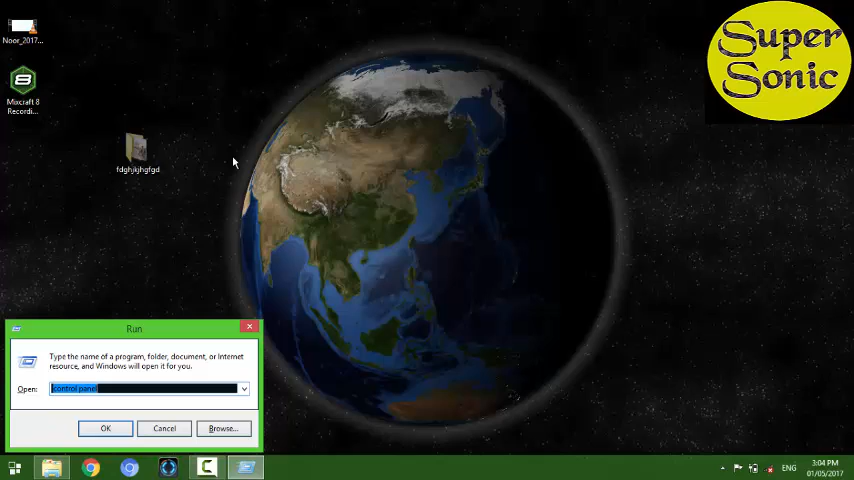 Noor_2017...
Mixcraft 8
Recordi...
fdghjkjhgfgd
Super
Sonic
Run
Type the name of a program, folder, document, or Internet
resource, and Windows will open it for you.
Open:
control panel
OK
Cancel
Browse...
ENG
3:04 PM
01/05/2017